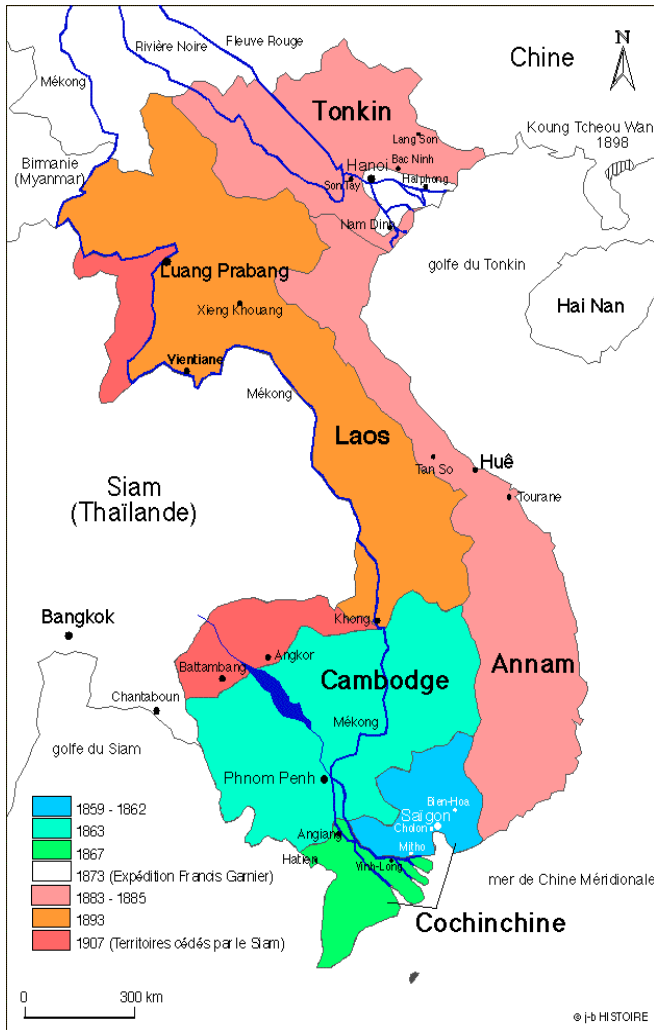 Rivière Noire
Fleuve Rouge
Chine
N
Mékong
Tonkin
Lang Son
Koung Tcheou Wan
1898
Birmanie
(Myanmar)
Hanoi
Bac Ninh
Son Tay
Haiphong
Nam Dinh
golfe du Tonkin
Luang Prabang
Hai Nan
Xieng Khouang
Vientiane
Mékong
Laos
Tan So
Huê
Tourane
Siam
(Thaïlande)
Bangkok
Khong
Angkor
Battambang
Annam
Cambodge
Chantaboun
Mékong
golfe du Siam
Phnom Penh
Bien-Hoa
Saïgon
Cholon
Angiang
Mitho
Hatien
Vinh-Long
mer de Chine Méridionale
Cochinchine
1859 - 1862
1863
1867
1873 (Expédition Francis Garnier)
1883 - 1885
1893
1907 (Territoires cédés par le Siam)
0 300 km
© j-b HISTOIRE